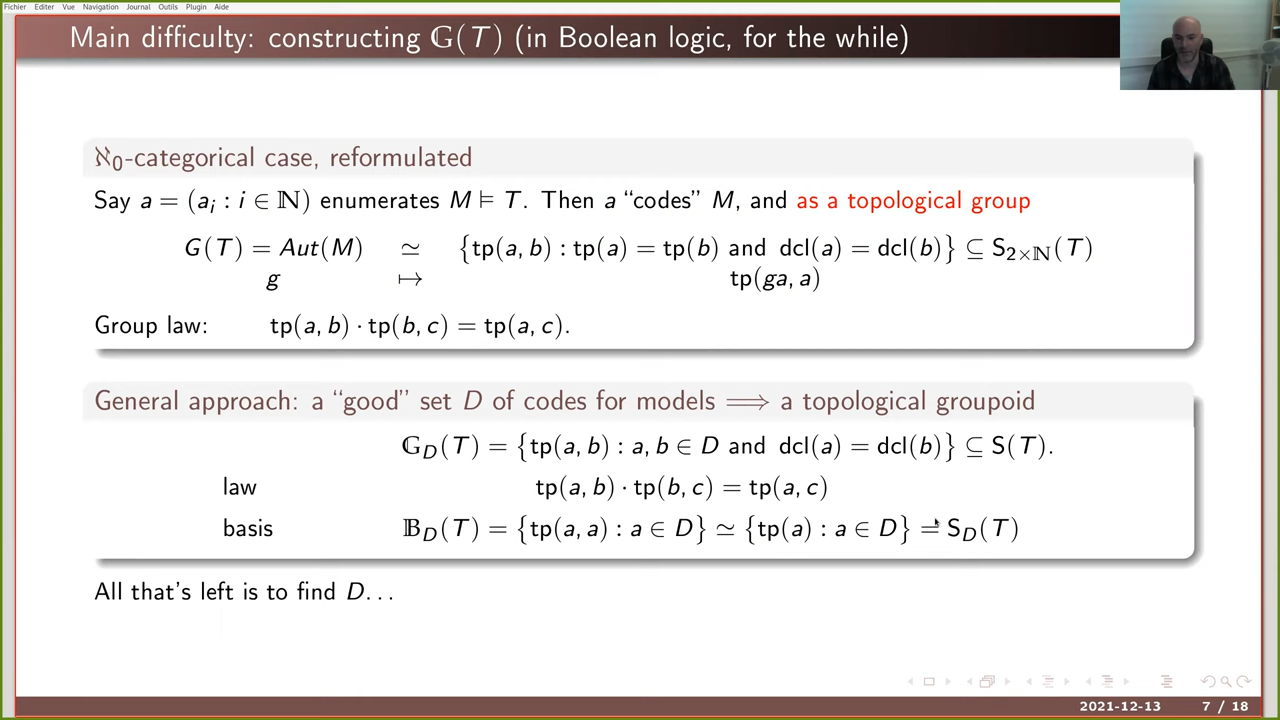 Fichier Editer Vue Navigation Journal Outils Plugin Aide
Main difficulty: constructing 𝔾(T) (in Boolean logic, for the while)
ℵ₀-categorical case, reformulated
Say a = (aᵢ : i ∈ ℕ) enumerates M ⊨ T. Then a “codes” M, and as a topological group
G(T) = Aut(M) ≃ {tp(a, b) : tp(a) = tp(b) and dcl(a) = dcl(b)} ⊆ S₂ₓℕ(T)
g ↦ tp(ga, a)
Group law: tp(a, b) · tp(b, c) = tp(a, c).
General approach: a “good” set D of codes for models ⟹ a topological groupoid
𝔾_D(T) = {tp(a, b) : a, b ∈ D and dcl(a) = dcl(b)} ⊆ S(T).
law tp(a, b) · tp(b, c) = tp(a, c)
basis 𝔹_D(T) = {tp(a, a) : a ∈ D} ≃ {tp(a) : a ∈ D} = S_D(T)
All that’s left is to find D...
2021-12-13 7 / 18